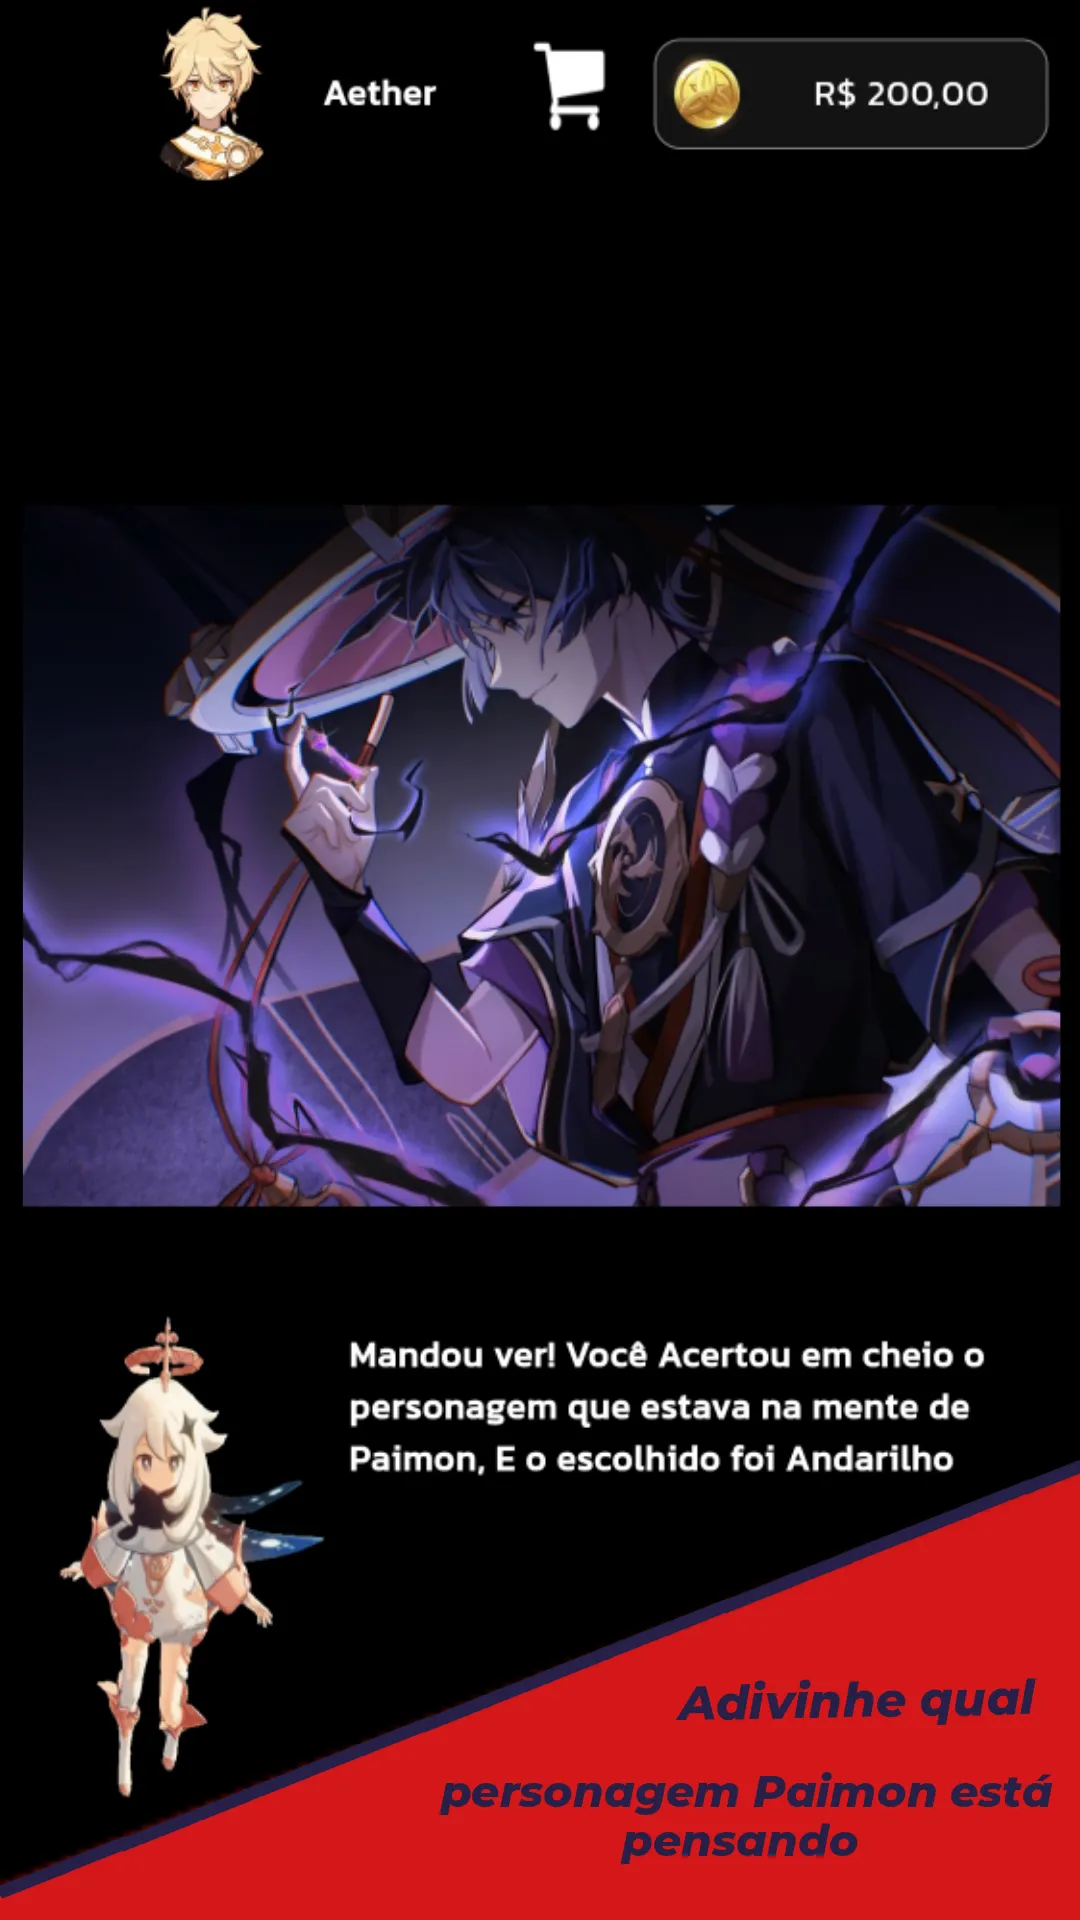 Aether
R$ 200,00
Mandou ver! Você Acertou em cheio o
personagem que estava na mente de
Paimon, E o escolhido foi Andarilho
Adivinhe qual
personagem Paimon está
pensando